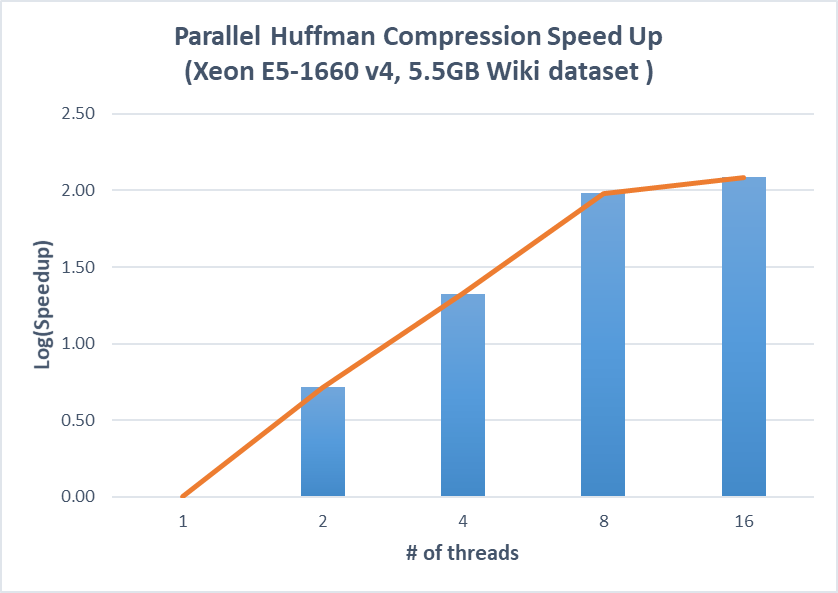 Parallel Huffman Compression Speed Up
(Xeon E5-1660 v4, 5.5GB Wiki dataset )
2.50
2.00
1.50
1.00
0.50
0.00
Log(Speedup)
1 2 4 8 16
# of threads